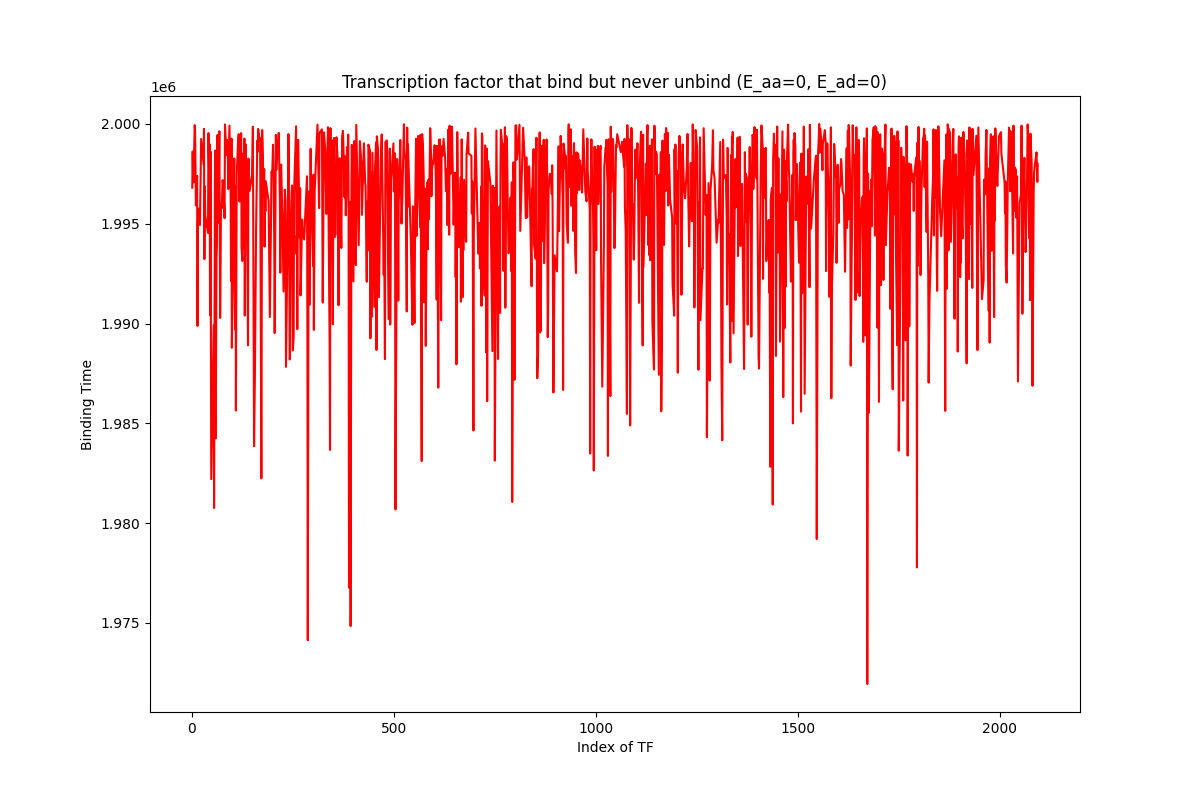 Transcription factor that bind but never unbind (E_aa=0, E_ad=0)
1e6
2.000
1.995
1.990
1.985
1.980
1.975
Binding Time
0 500 1000 1500 2000
Index of TF